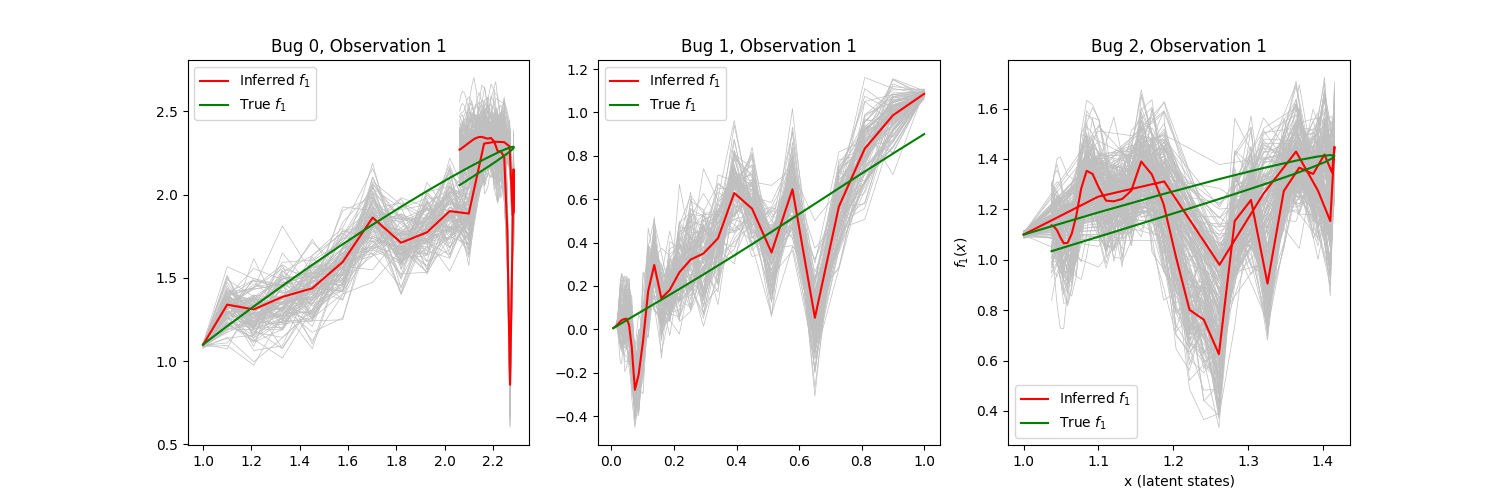 Bug 0, Observation 1
Inferred f₁
True f₁
2.5
2.0
1.5
1.0
0.5
1.0 1.2 1.4 1.6 1.8 2.0 2.2
Bug 1, Observation 1
Inferred f₁
True f₁
1.2
1.0
0.8
0.6
0.4
0.2
0.0
−0.2
−0.4
0.0 0.2 0.4 0.6 0.8 1.0
Bug 2, Observation 1
f₁(x)
1.6
1.4
1.2
1.0
0.8
0.6
0.4
Inferred f₁
True f₁
1.0 1.1 1.2 1.3 1.4
x (latent states)